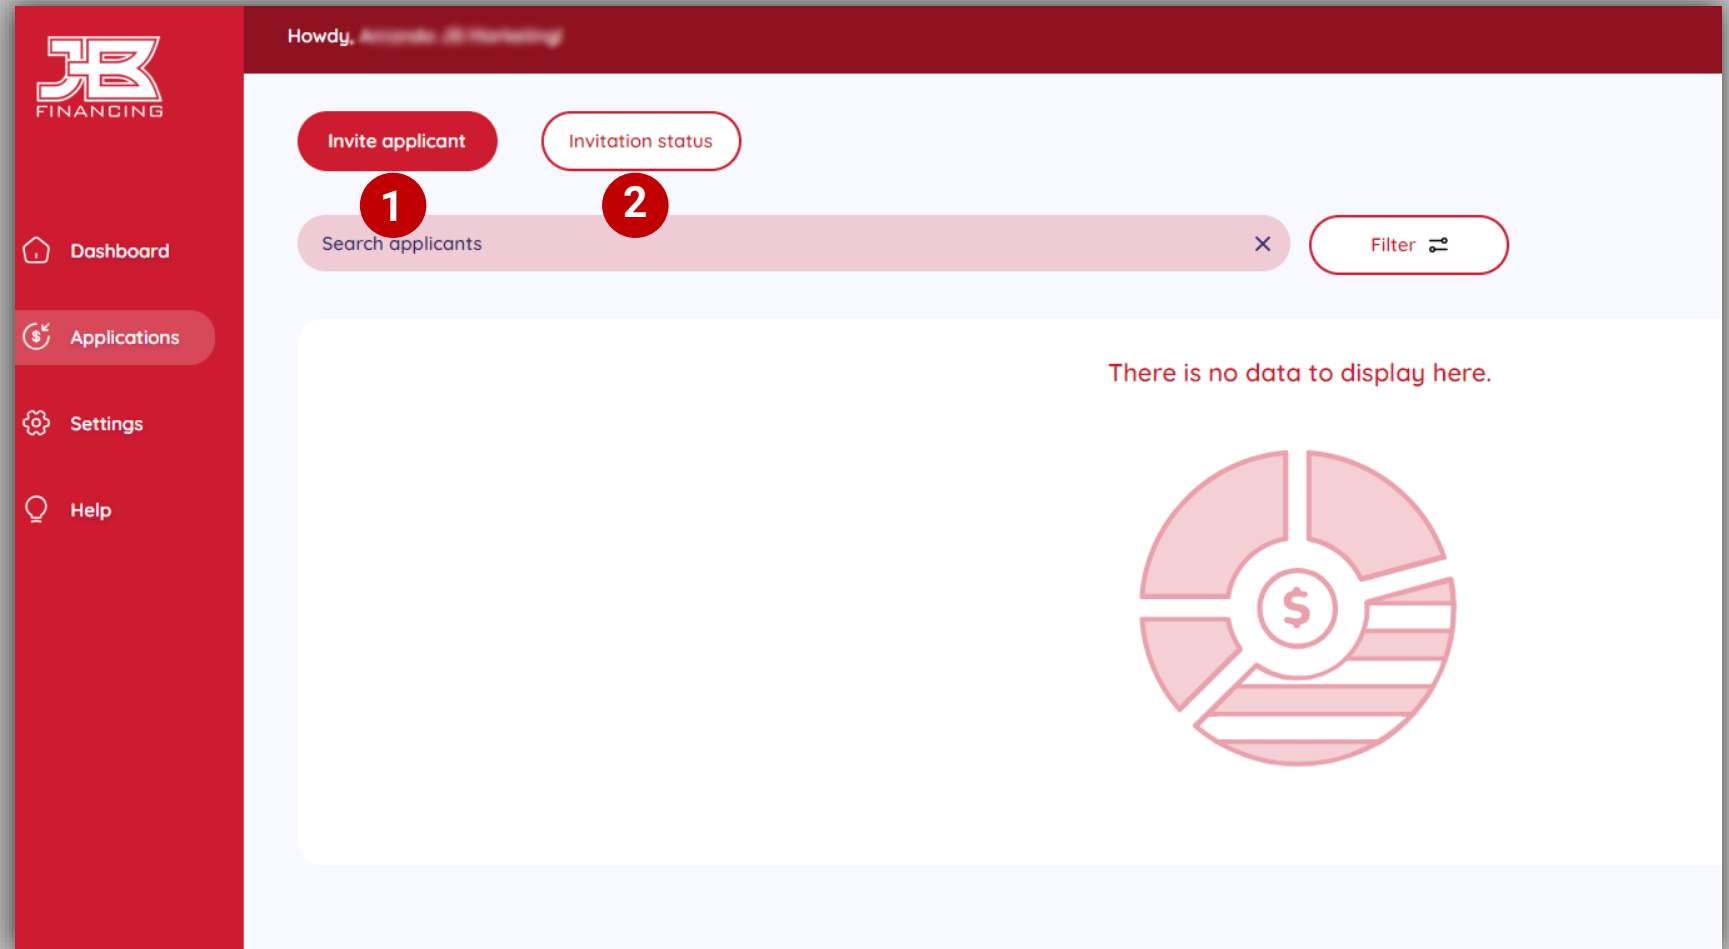 JB
FINANCING
Howdy,
Invite applicant
Invitation status
1
2
Search applicants
Filter
Dashboard
Applications
Settings
Help
There is no data to display here.
$